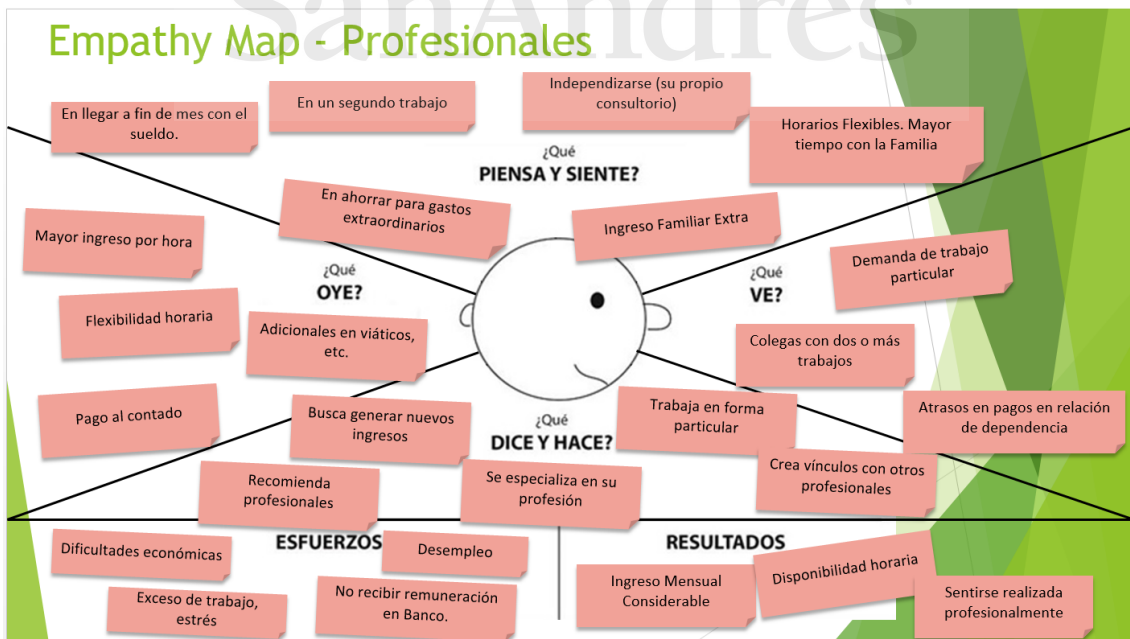 SanAndrés
Empathy Map - Profesionales
En llegar a fin de mes con el
sueldo.
En un segundo trabajo
Independizarse (su propio
consultorio)
Horarios Flexibles. Mayor
tiempo con la Familia
¿Qué
PIENSA Y SIENTE?
En ahorrar para gastos
extraordinarios
Ingreso Familiar Extra
Mayor ingreso por hora
¿Qué
OYE?
Flexibilidad horaria
Adicionales en viáticos,
etc.
Pago al contado
¿Qué
VE?
Demanda de trabajo
particular
Colegas con dos o más
trabajos
Atrasos en pagos en relación
de dependencia
¿Qué
DICE Y HACE?
Busca generar nuevos
ingresos
Trabaja en forma
particular
Recomienda
profesionales
Se especializa en su
profesión
Crea vínculos con otros
profesionales
ESFUERZOS
Dificultades económicas
Desempleo
Exceso de trabajo,
estrés
No recibir remuneración
en Banco.
RESULTADOS
Ingreso Mensual
Considerable
Disponibilidad horaria
Sentirse realizada
profesionalmente